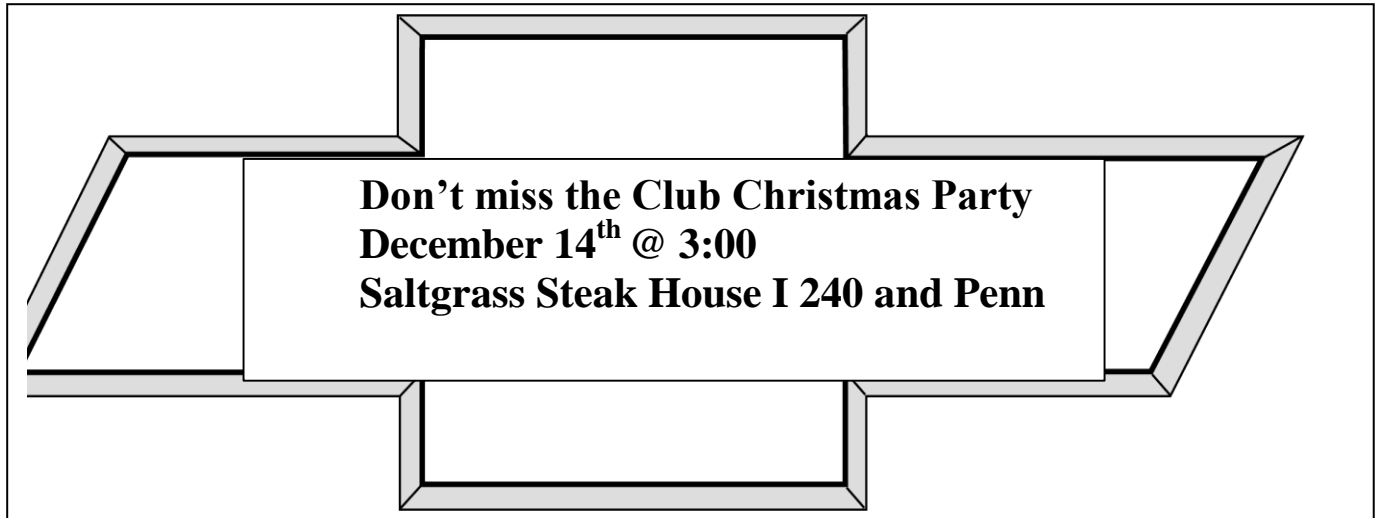 Don’t miss the Club Christmas Party
December 14th @ 3:00
Saltgrass Steak House I 240 and Penn